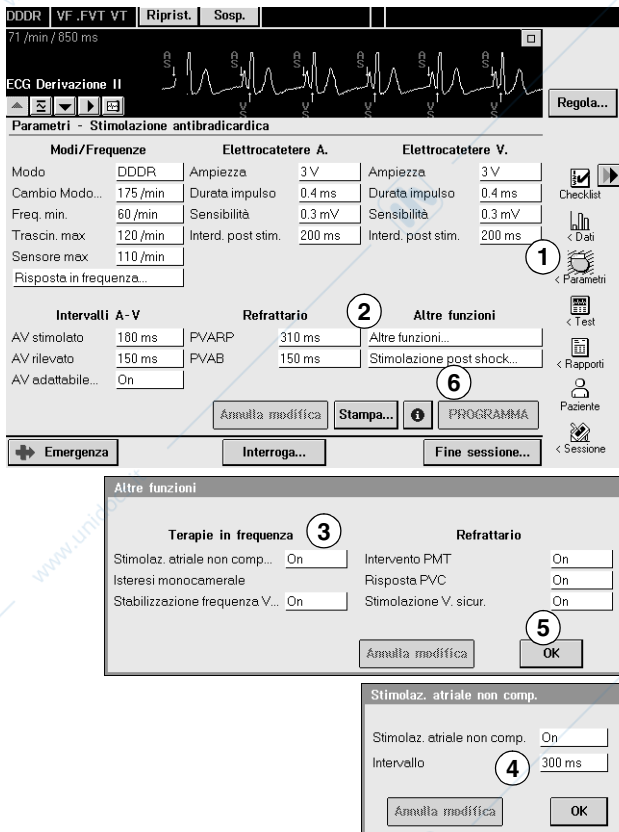 DDDR VF .FVT VT Riprist. Sosp.
71 /min / 850 ms
ECG Derivazione II
A S A S A S A S A S
V S V S V S V S
Regola...
Parametri - Stimolazione antibradicardica
Modi/Frequenze Elettrocatetere A. Elettrocatetere V.
Modo DDDR Ampiezza 3 V Ampiezza 3 V
Cambio Modo... 175 /min Durata impulso 0.4 ms Durata impulso 0.4 ms
Freq. min. 60 /min Sensibilità 0.3 mV Sensibilità 0.3 mV
Trascin. max 120 /min Interd. post stim. 200 ms Interd. post stim. 200 ms
Sensore max 110 /min
Risposta in frequenza...
Intervalli A-V Refrattario 2 Altre funzioni
AV stimolato 180 ms PVARP 310 ms Altre funzioni...
AV rilevato 150 ms PVAB 150 ms Stimolazione post shock...
AV adattabile... On
6
Annulla modifica Stampa... PROGRAMMA
Emergenza Interroga... Fine sessione...
Checklist
< Dati
1
< Parametri
< Test
< Rapporti
Paziente
< Sessione
Altre funzioni
Terapie in frequenza 3 Refrattario
Stimolaz. atriale non comp... On Intervento PMT On
Isteresi monocamerale Risposta PVC On
Stabilizzazione frequenza V... On Stimolazione V. sicur. On
5
Annulla modifica OK
Stimolaz. atriale non comp.
Stimolaz. atriale non comp. On
Intervallo 4 300 ms
Annulla modifica OK
www.unidoc.it